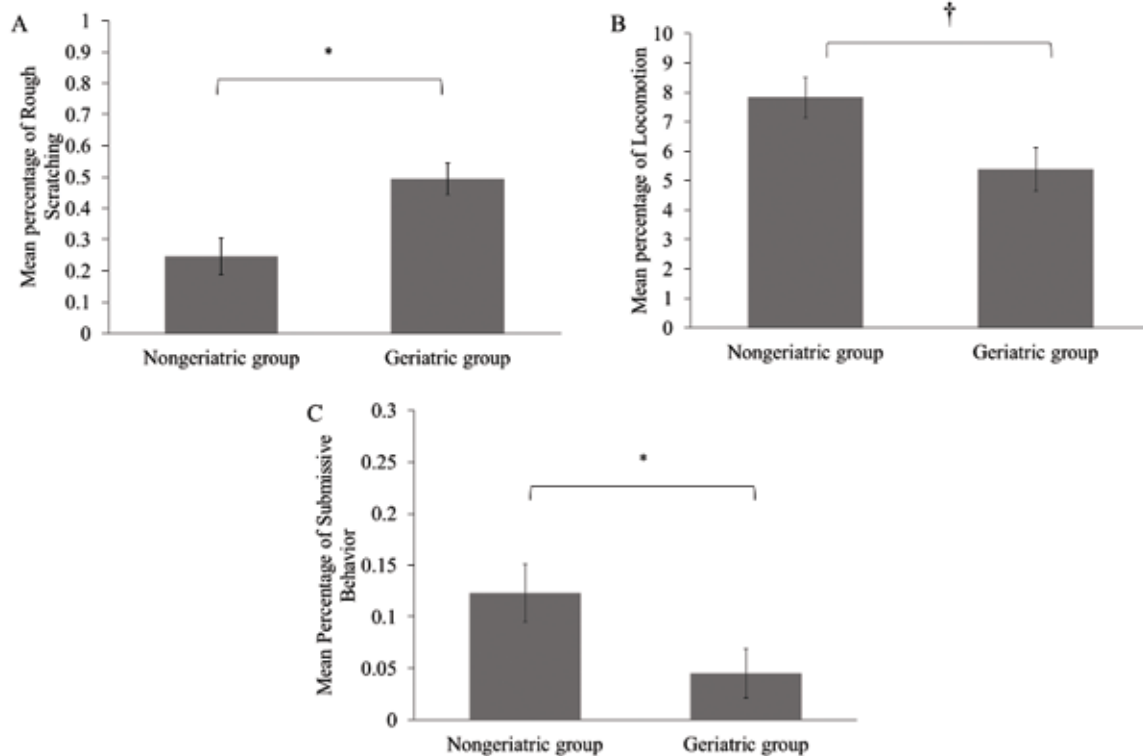 A
Mean percentage of Rough
Scratching
1
0.9
0.8
0.7
0.6
0.5
0.4
0.3
0.2
0.1
0
*
Nongeriatric group
Geriatric group
B
Mean percentage of Locomotion
10
9
8
7
6
5
4
3
2
1
0
†
Nongeriatric group
Geriatric group
C
Mean Percentage of Submissive
Behavior
0.3
0.25
0.2
0.15
0.1
0.05
0
*
Nongeriatric group
Geriatric group